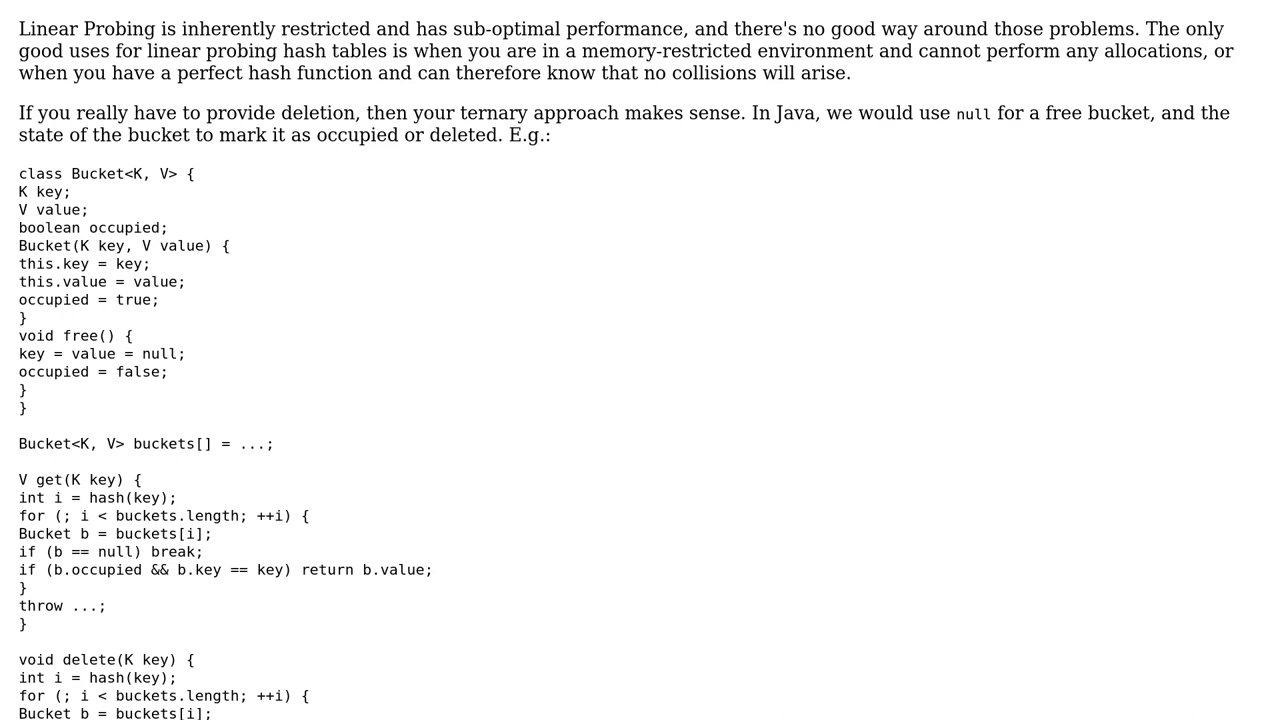 Linear Probing is inherently restricted and has sub-optimal performance, and there's no good way around those problems. The only
good uses for linear probing hash tables is when you are in a memory-restricted environment and cannot perform any allocations, or
when you have a perfect hash function and can therefore know that no collisions will arise.
If you really have to provide deletion, then your ternary approach makes sense. In Java, we would use null for a free bucket, and the
state of the bucket to mark it as occupied or deleted. E.g.:
class Bucket<K, V> {
K key;
V value;
boolean occupied;
Bucket(K key, V value) {
this.key = key;
this.value = value;
occupied = true;
}
void free() {
key = value = null;
occupied = false;
}
}
Bucket<K, V> buckets[] = ...;
V get(K key) {
int i = hash(key);
for (; i < buckets.length; ++i) {
Bucket b = buckets[i];
if (b == null) break;
if (b.occupied && b.key == key) return b.value;
}
throw ...;
}
void delete(K key) {
int i = hash(key);
for (; i < buckets.length; ++i) {
Bucket b = buckets[i];